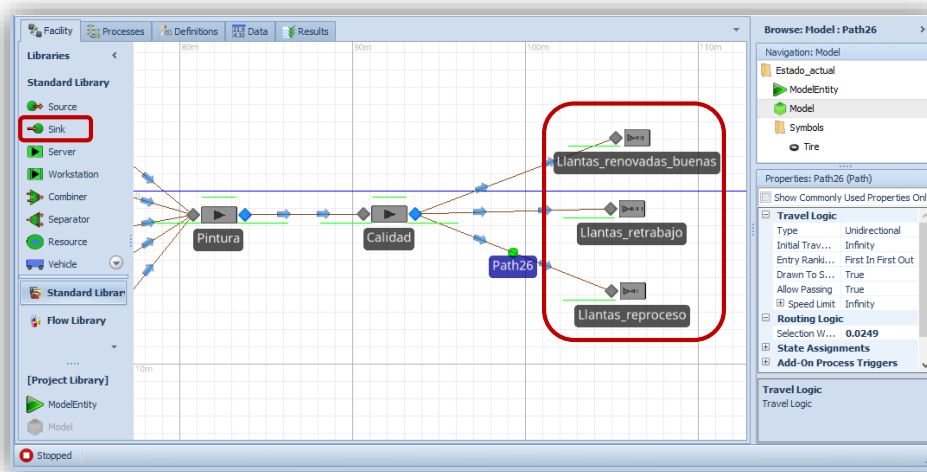 Facility
Processes
Definitions
Data
Results
Libraries
Standard Library
Source
Sink
Server
Workstation
Combiner
Separator
Resource
Vehicle
Standard Librar
Flow Library
[Project Library]
ModelEntity
Model
80m
90m
100m
110m
10m
Pintura
Calidad
Path26
Llantas_renovadas_buenas
Llantas_retrabajo
Llantas_reproceso
Browse: Model : Path26
Navigation: Model
Estado_actual
ModelEntity
Model
Symbols
Tire
Properties: Path26 (Path)
Show Commonly Used Properties Onl
Travel Logic
Type Unidirectional
Initial Trav... Infinity
Entry Ranki... First In First Out
Drawn To S... True
Allow Passing True
Speed Limit Infinity
Routing Logic
Selection W... 0.0249
State Assignments
Add-On Process Triggers
Travel Logic
Travel Logic
Stopped